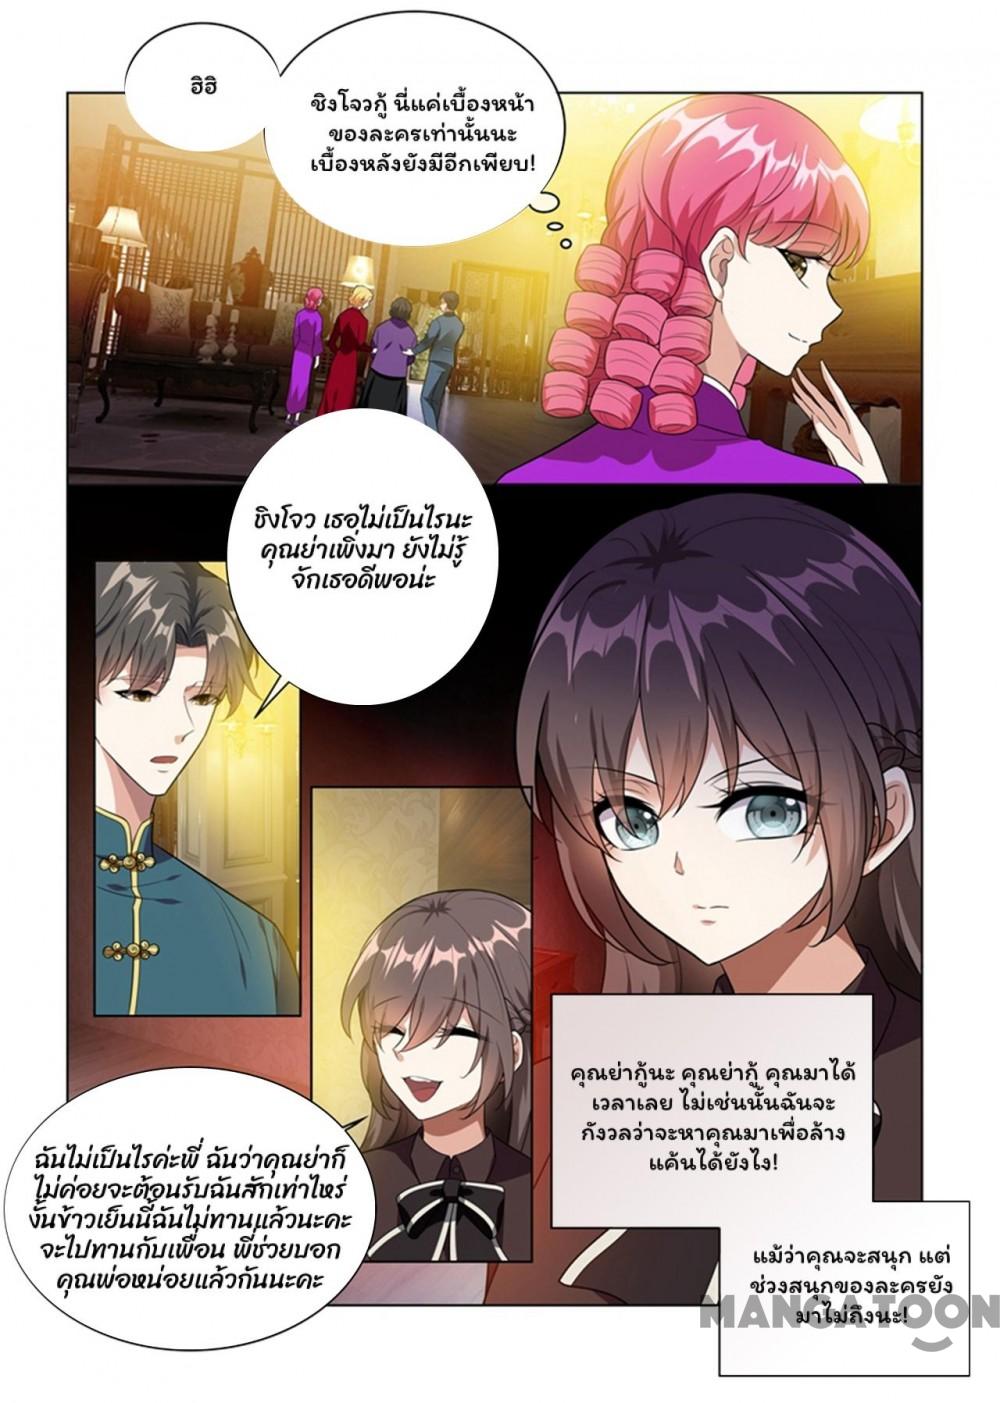 ฮิฮิ
ชิงโจวกู้ นี่แค่เบื้องหน้า
ของละครเท่านั้นนะ
เบื้องหลังยังมีอีกเพียบ!
ชิงโจว เธอไม่เป็นไรนะ
คุณย่าเพิ่งมา ยังไม่รู้
จักเธอดีพอน่ะ
คุณย่ากู้นะ คุณย่ากู้ คุณมาได้
เวลาเลย ไม่เช่นนั้นฉันจะ
กังวลว่าจะหาคุณมาเพื่อล้าง
แค้นได้ยังไง!
ฉันไม่เป็นไรค่ะพี่ ฉันว่าคุณย่าก็
ไม่ค่อยจะต้อนรับฉันสักเท่าไหร่
งั้นข้าวเย็นนี้ฉันไม่ทานแล้วนะคะ
จะไปทานกับเพื่อน พี่ช่วยบอก
คุณพ่อหน่อยแล้วกันนะคะ
แม้ว่าคุณจะสนุก แต่
ช่วงสนุกของละครยัง
มาไม่ถึงนะ!
MANGATOON